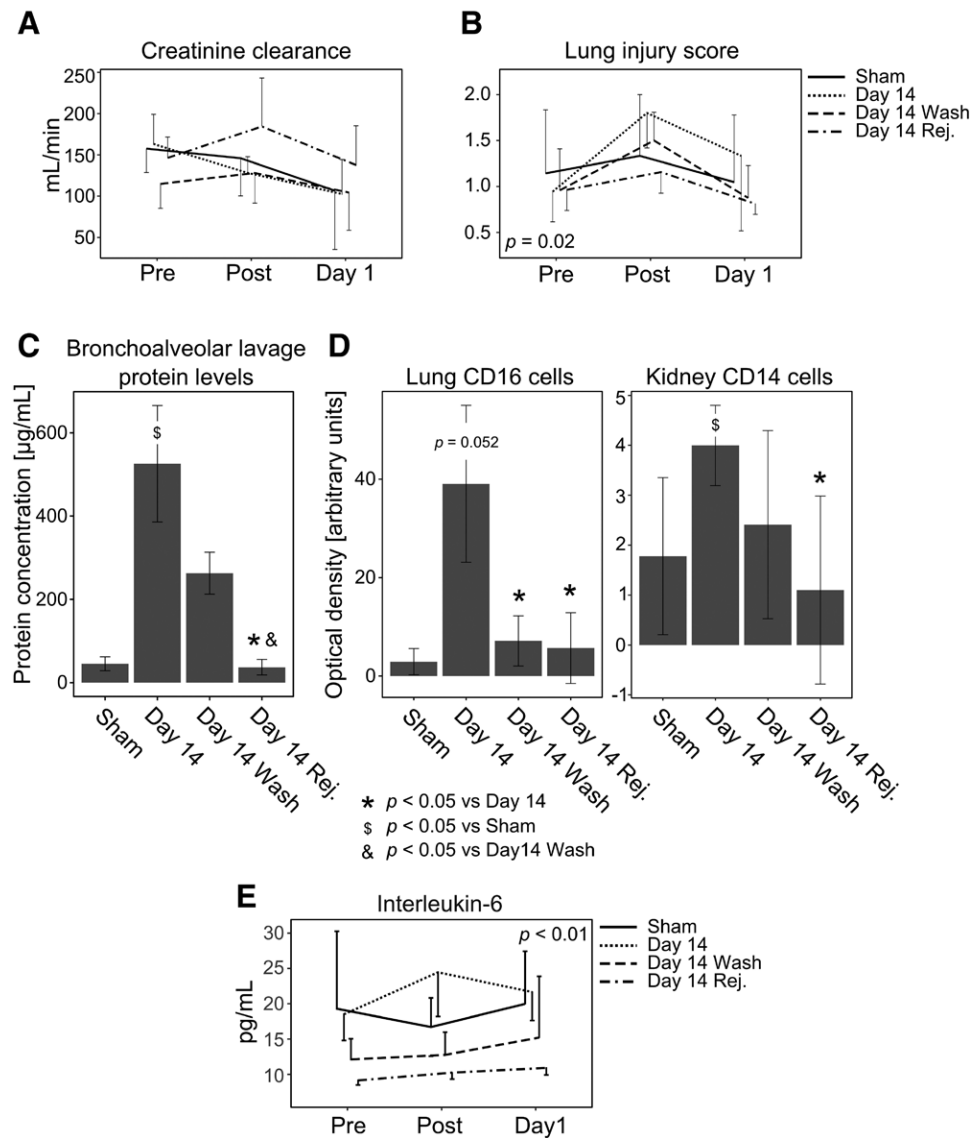 A
Creatinine clearance
mL/min
250
200
150
100
50
Pre
Post
Day 1
B
Lung injury score
2.0
1.5
1.0
0.5
p = 0.02
Pre
Post
Day 1
Sham
Day 14
Day 14 Wash
Day 14 Rej.
C
Bronchoalveolar lavage
protein levels
Protein concentration [µg/mL]
600
400
200
0
$
* &
Sham
Day 14
Day 14 Wash
Day 14 Rej.
D
Lung CD16 cells
Optical density [arbitrary units]
40
20
0
p = 0.052
*
*
Sham
Day 14
Day 14 Wash
Day 14 Rej.
Kidney CD14 cells
5
4
3
2
1
0
-1
$
*
Sham
Day 14
Day 14 Wash
Day 14 Rej.
* p < 0.05 vs Day 14
$ p < 0.05 vs Sham
& p < 0.05 vs Day14 Wash
E
Interleukin-6
pg/mL
30
25
20
15
10
p < 0.01
Pre
Post
Day1
Sham
Day 14
Day 14 Wash
Day 14 Rej.